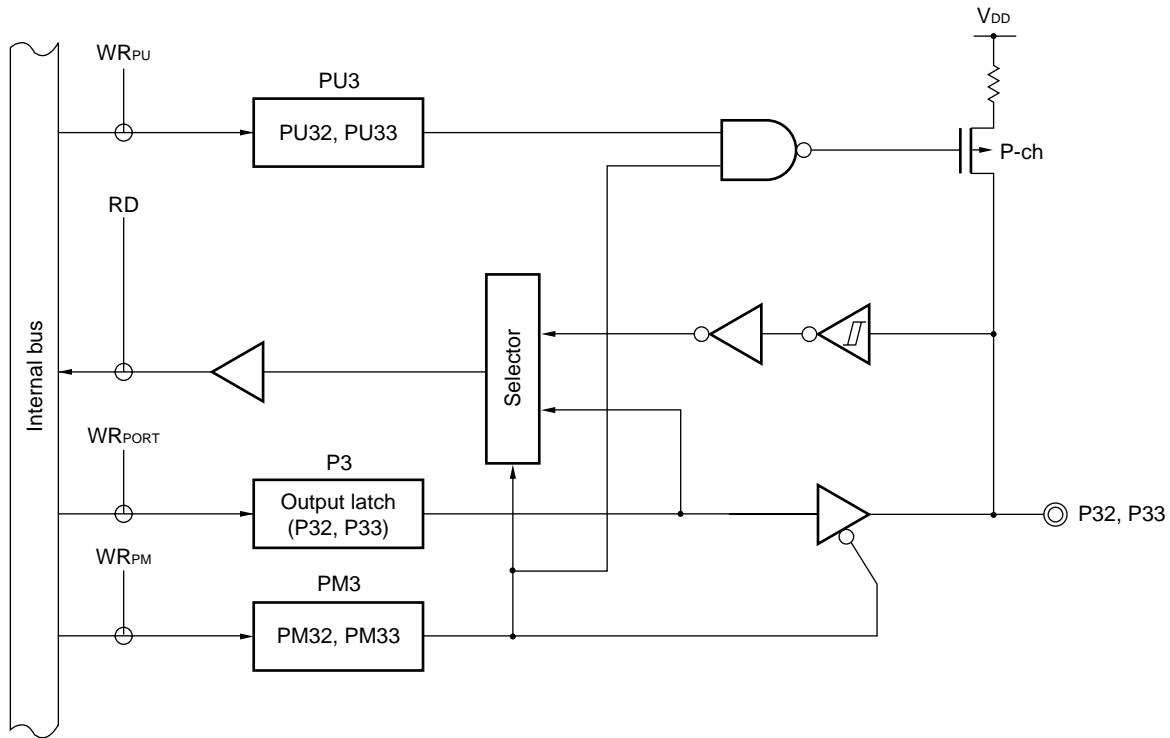 VDD
WRPU
PU3
PU32, PU33
P-ch
RD
Selector
Internal bus
WRPORT
P3
Output latch
(P32, P33)
P32, P33
WRPM
PM3
PM32, PM33